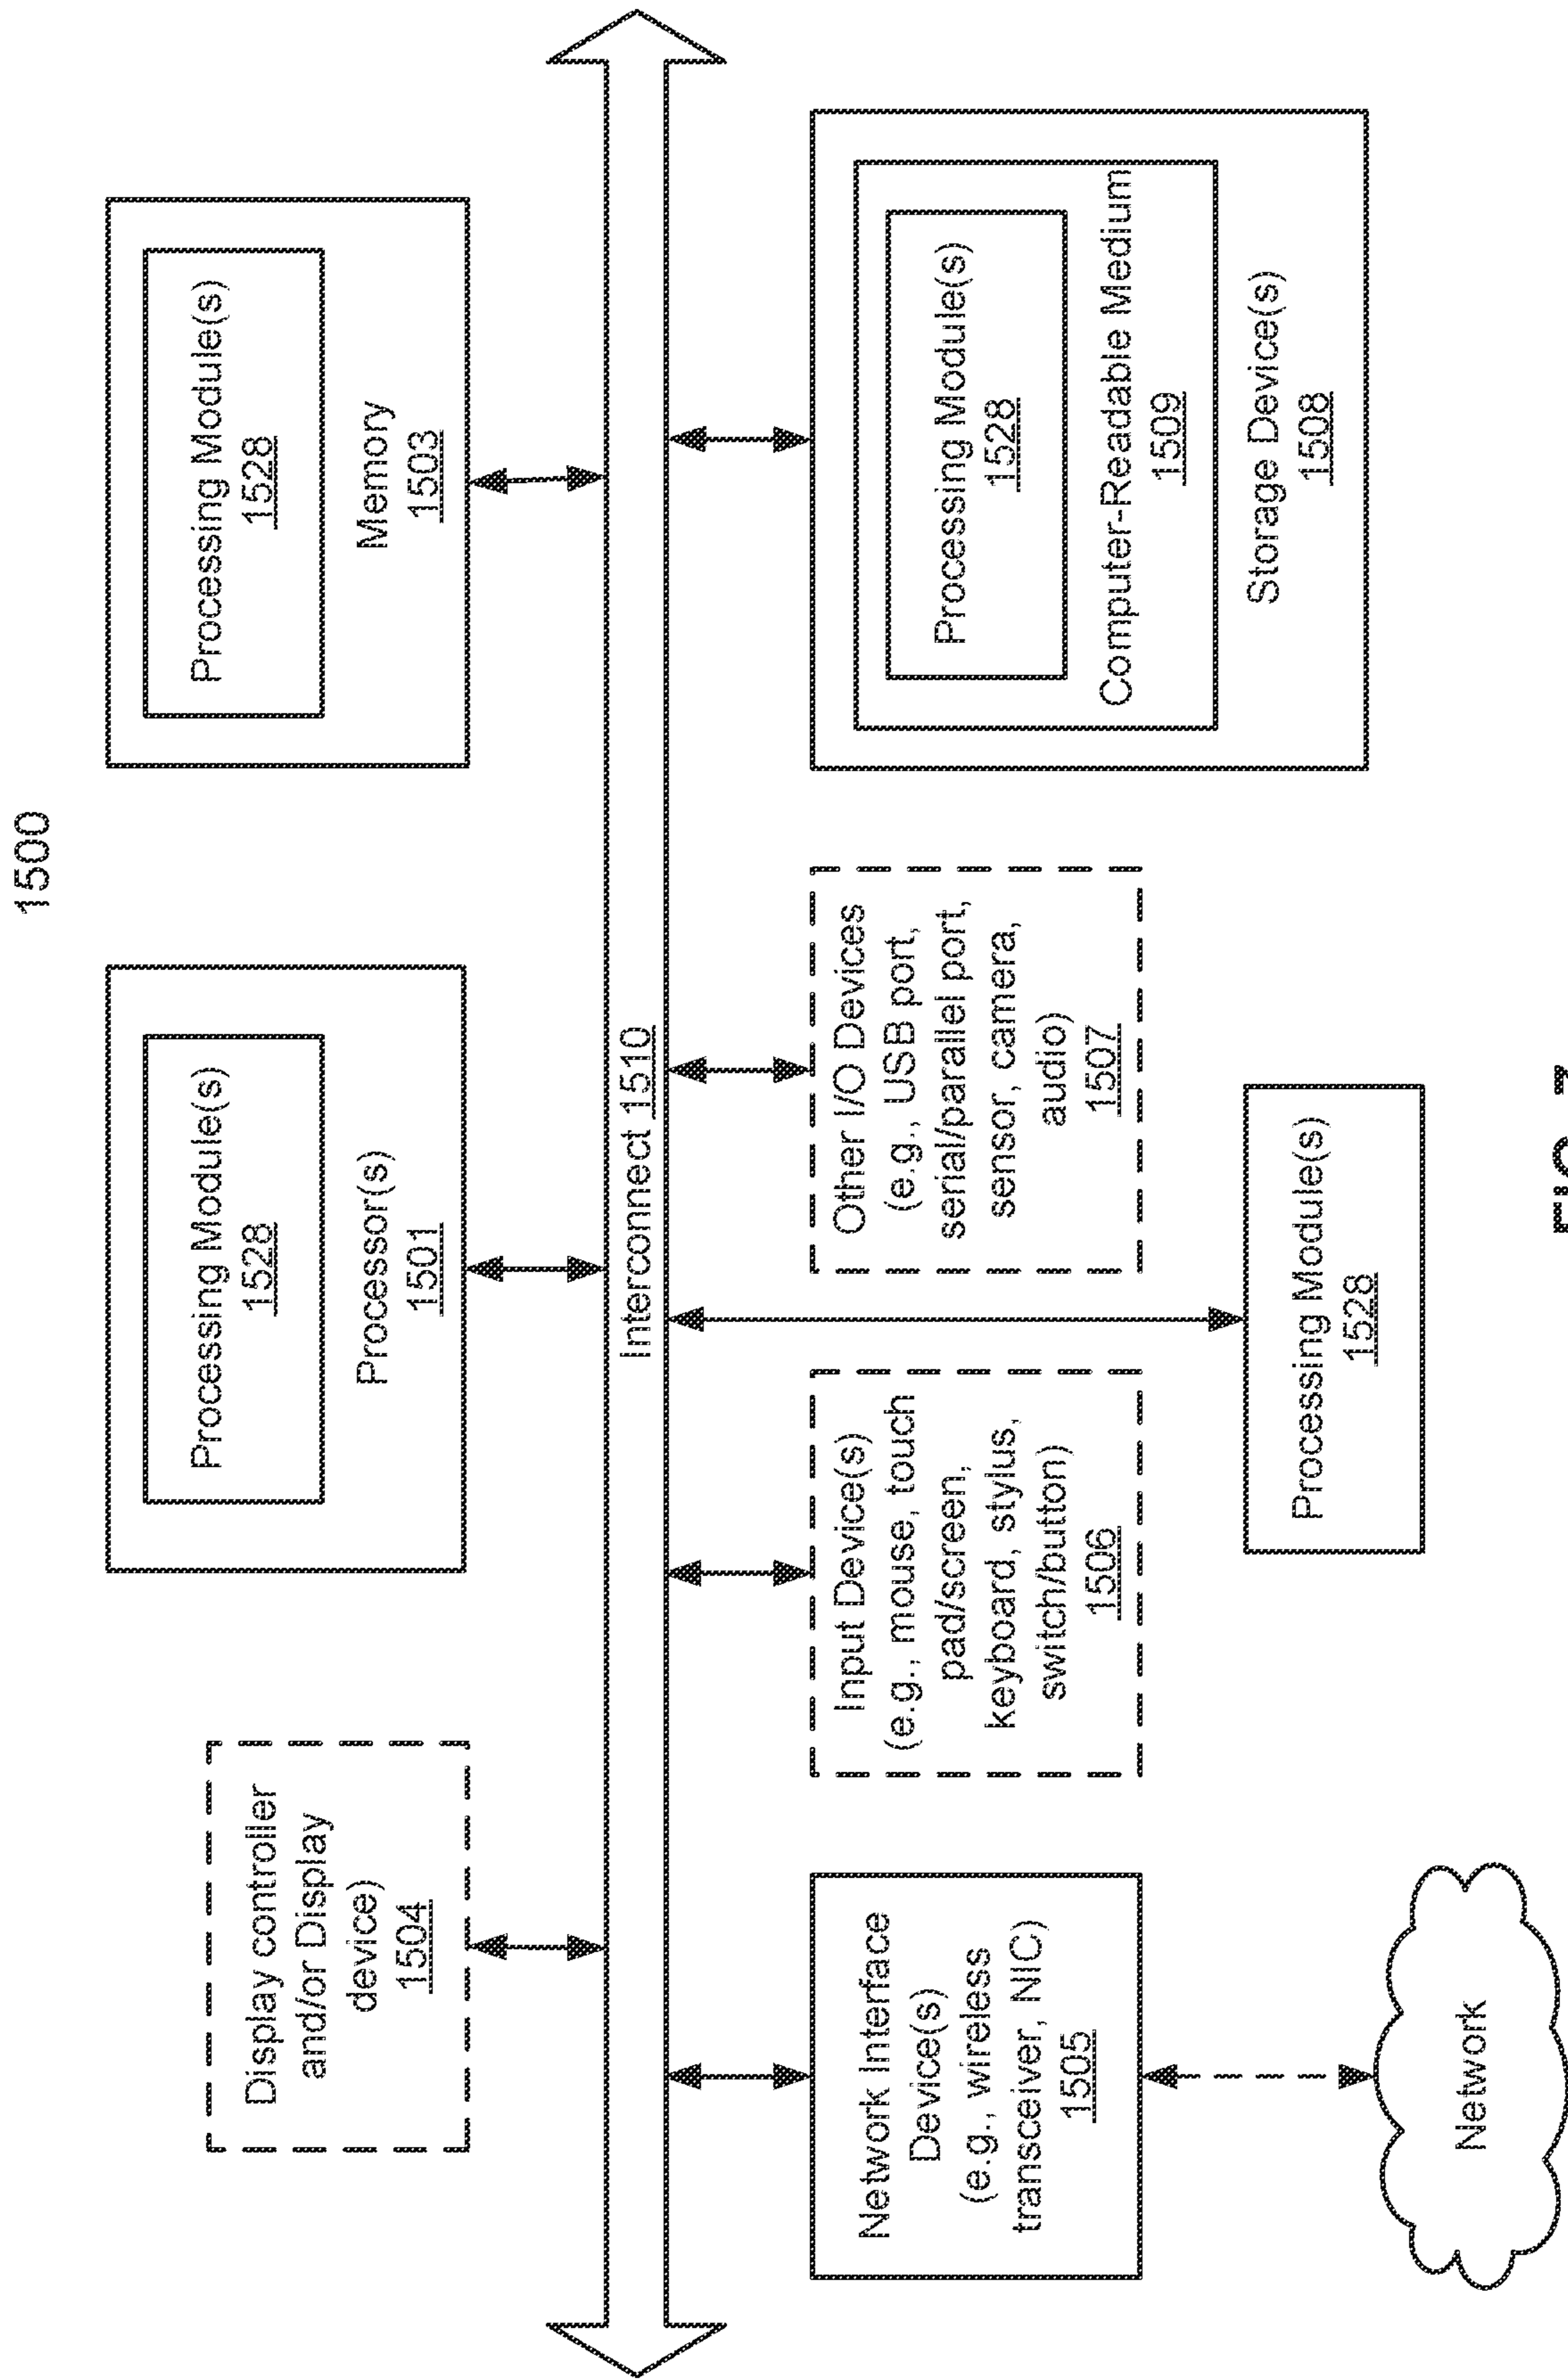 1500
Display controller
and/or Display
device)
1504
Processing Module(s)
1528
Processor(s)
1501
Processing Module(s)
1528
Memory
1503
Interconnect 1510
Network Interface
Device(s)
(e.g., wireless
transceiver, NIC)
1505
Input Device(s)
(e.g., mouse, touch
pad/screen,
keyboard, stylus,
switch/button)
1506
Other I/O Devices
(e.g., USB port,
serial/parallel port,
sensor, camera,
audio)
1507
Processing Module(s)
1528
Computer-Readable Medium
1509
Storage Device(s)
1508
Processing Module(s)
1528
Network